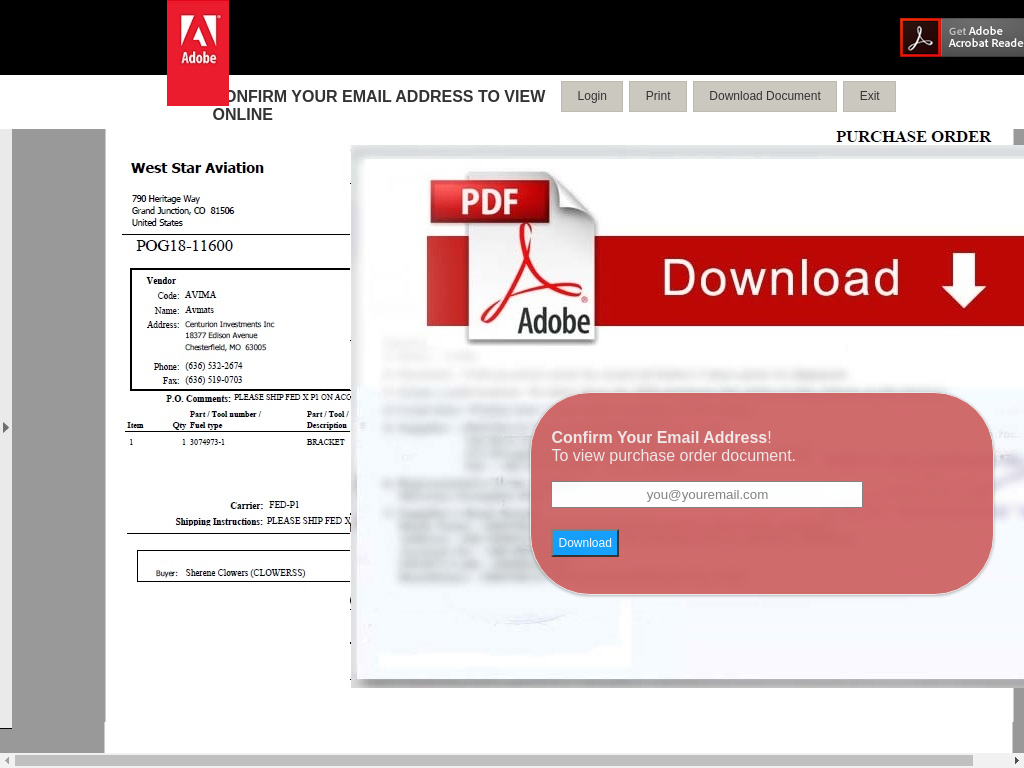 Adobe
Get Adobe
Acrobat Reade
ONFIRM YOUR EMAIL ADDRESS TO VIEW
ONLINE
Login
Print
Download Document
Exit
PURCHASE ORDER
West Star Aviation
790 Heritage Way
Grand Junction, CO 81506
United States
POG18-11600
Vendor
Code: AVIMA
Name: Avmats
Address: Centurion Investments Inc
18377 Edison Avenue
Chesterfield, MO 63005
Phone: (636) 532-2674
Fax: (636) 519-0703
P.O. Comments: PLEASE SHIP FED X P1 ON ACC
Part / Tool number / Part / Tool /
Item Qty Fuel type Description
1 1 3074973-1 BRACKET
Carrier: FED-P1
Shipping Instructions: PLEASE SHIP FED X
Buyer: Sherene Clowers (CLOWERSS)
PDF
Adobe
Download
Confirm Your Email Address!
To view purchase order document.
you@youremail.com
Download